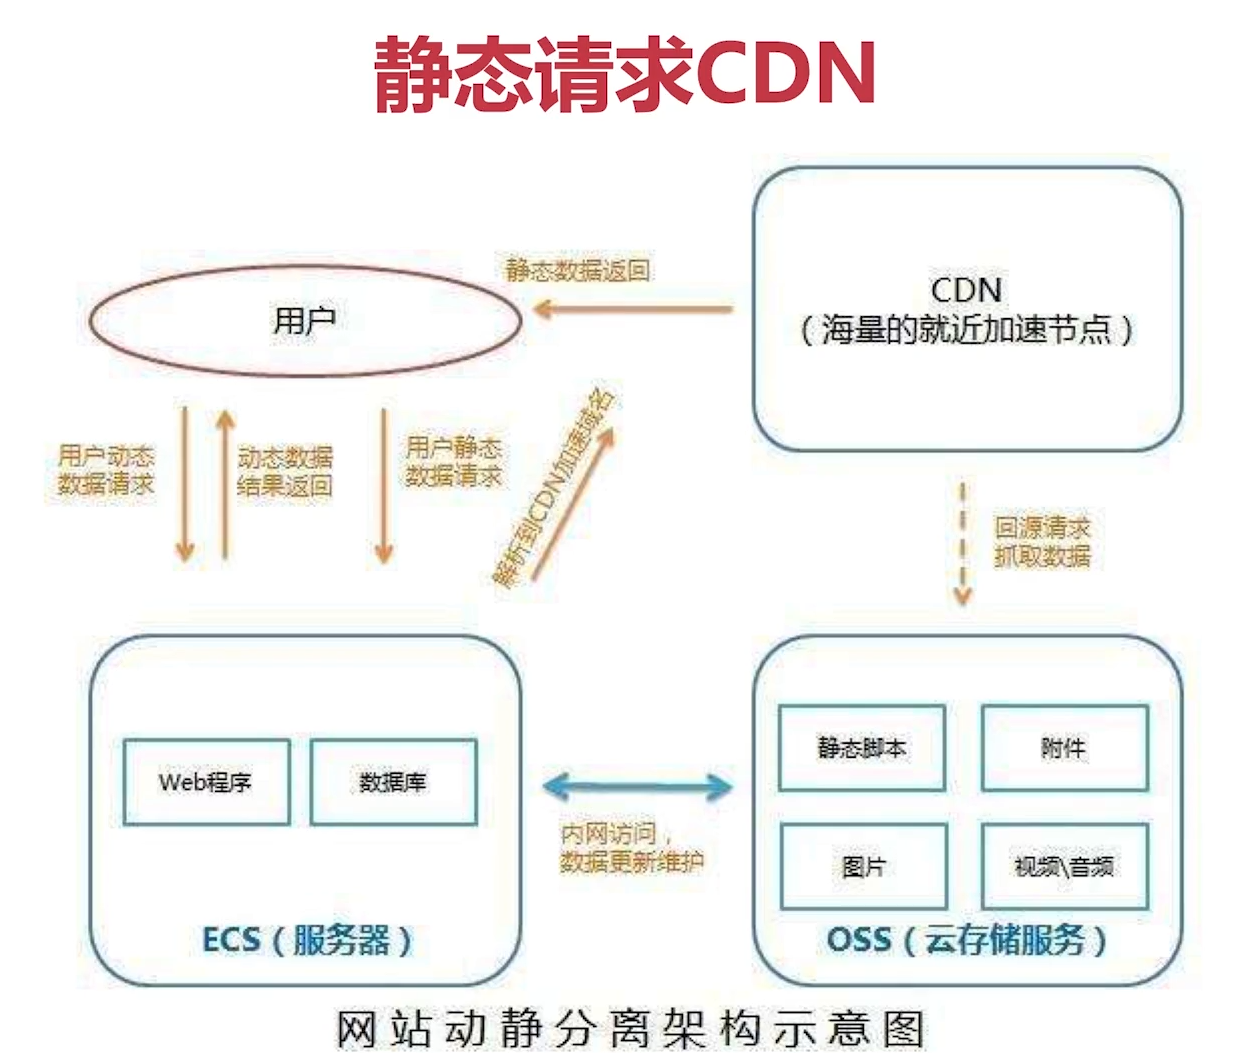 静态请求CDN
CDN
（海量的就近加速节点）
静态数据返回
用户
用户动态
数据请求
动态数据
结果返回
用户静态
数据请求
解析到CDN加速域名
回源请求
抓取数据
Web程序
数据库
ECS（服务器）
内网访问，
数据更新维护
静态脚本
附件
图片
视频\音频
OSS（云存储服务）
网站动静分离架构示意图